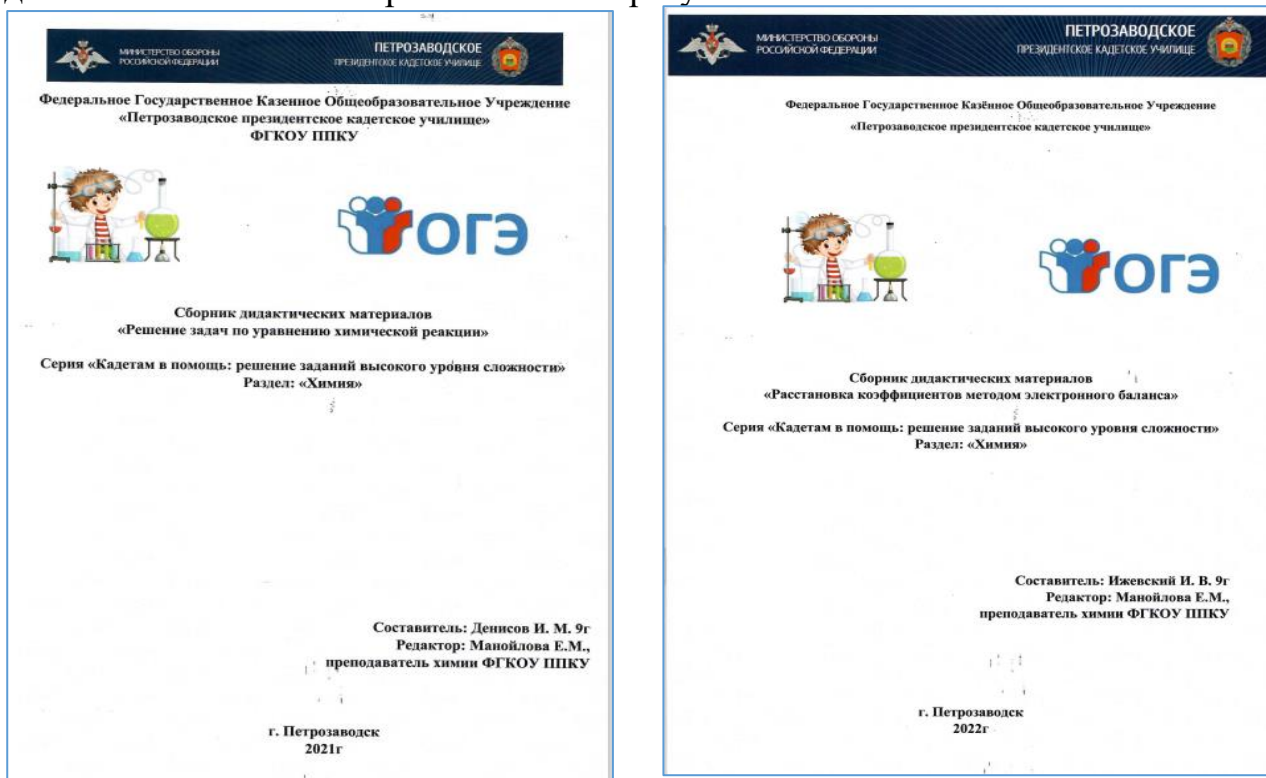 МИНИСТЕРСТВО ОБОРОНЫ
РОССИЙСКОЙ ФЕДЕРАЦИИ
ПЕТРОЗАВОДСКОЕ
ПРЕЗИДЕНТСКОЕ КАДЕТСКОЕ УЧИЛИЩЕ
Федеральное Государственное Казенное Общеобразовательное Учреждение
«Петрозаводское президентское кадетское училище»
ФГКОУ ППКУ
ОГЭ
Сборник дидактических материалов
«Решение задач по уравнению химической реакции»
Серия «Кадетам в помощь: решение заданий высокого уровня сложности»
Раздел: «Химия»
Составитель: Денисов И. М. 9г
Редактор: Манойлова Е.М.,
преподаватель химии ФГКОУ ППКУ
г. Петрозаводск
2021г
МИНИСТЕРСТВО ОБОРОНЫ
РОССИЙСКОЙ ФЕДЕРАЦИИ
ПЕТРОЗАВОДСКОЕ
ПРЕЗИДЕНТСКОЕ КАДЕТСКОЕ УЧИЛИЩЕ
Федеральное Государственное Казённое Общеобразовательное Учреждение
«Петрозаводское президентское кадетское училище»
ОГЭ
Сборник дидактических материалов
«Расстановка коэффициентов методом электронного баланса»
Серия «Кадетам в помощь: решение заданий высокого уровня сложности»
Раздел: «Химия»
Составитель: Ижевский И. В. 9г
Редактор: Манойлова Е.М.,
преподаватель химии ФГКОУ ППКУ
г. Петрозаводск
2022г